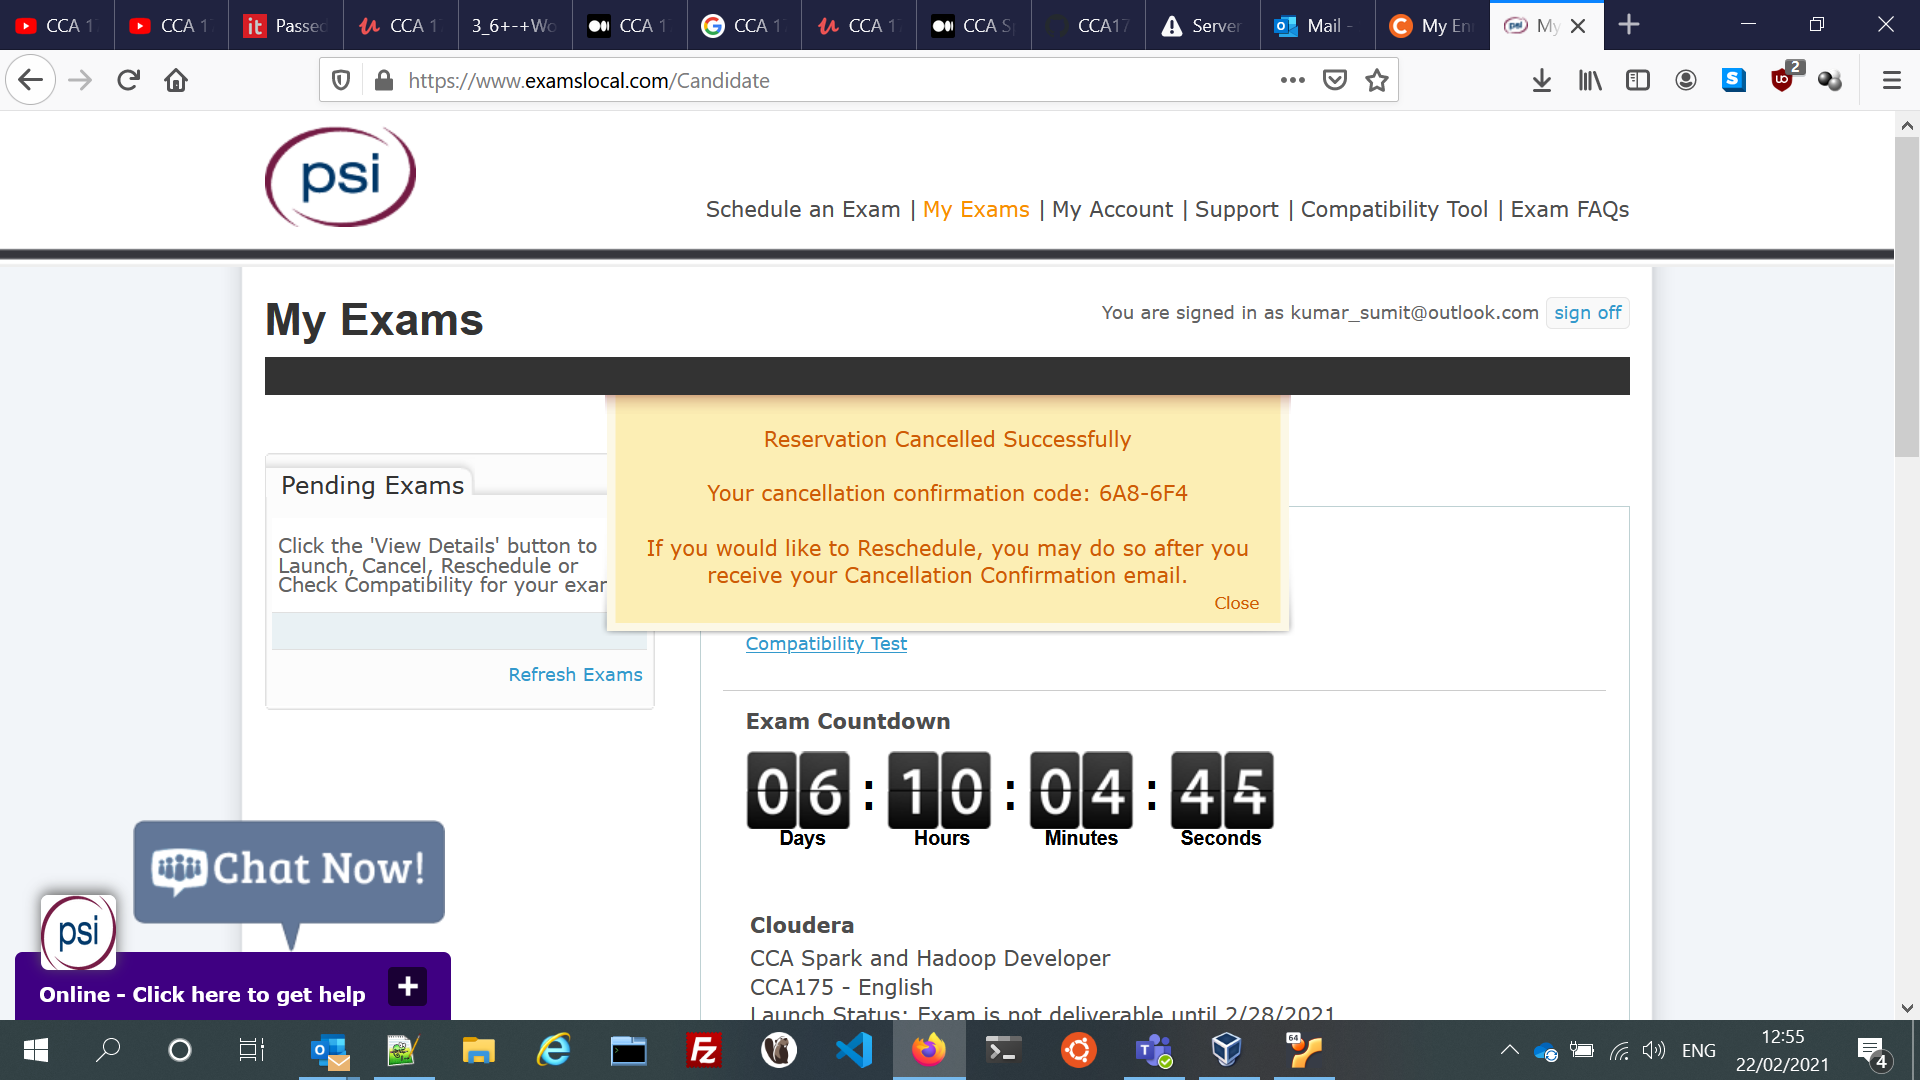 CCA 1
CCA 1
Passed
CCA 1
3_6+-+Wo
CCA 1
CCA 1
CCA 1
CCA S
CCA17
Server
Mail -
My En
My
https://www.examslocal.com/Candidate
2
psi
Schedule an Exam | My Exams | My Account | Support | Compatibility Tool | Exam FAQs
My Exams
You are signed in as kumar_sumit@outlook.com sign off
Reservation Cancelled Successfully
Your cancellation confirmation code: 6A8-6F4
If you would like to Reschedule, you may do so after you
receive your Cancellation Confirmation email.
Close
Pending Exams
Click the 'View Details' button to
Launch, Cancel, Reschedule or
Check Compatibility for your exam
Refresh Exams
Compatibility Test
Exam Countdown
06 : 10 : 04 : 45
Days Hours Minutes Seconds
Cloudera
CCA Spark and Hadoop Developer
CCA175 - English
Launch Status: Exam is not deliverable until 2/28/2021
Chat Now!
psi
Online - Click here to get help +
ENG
12:55
22/02/2021
4